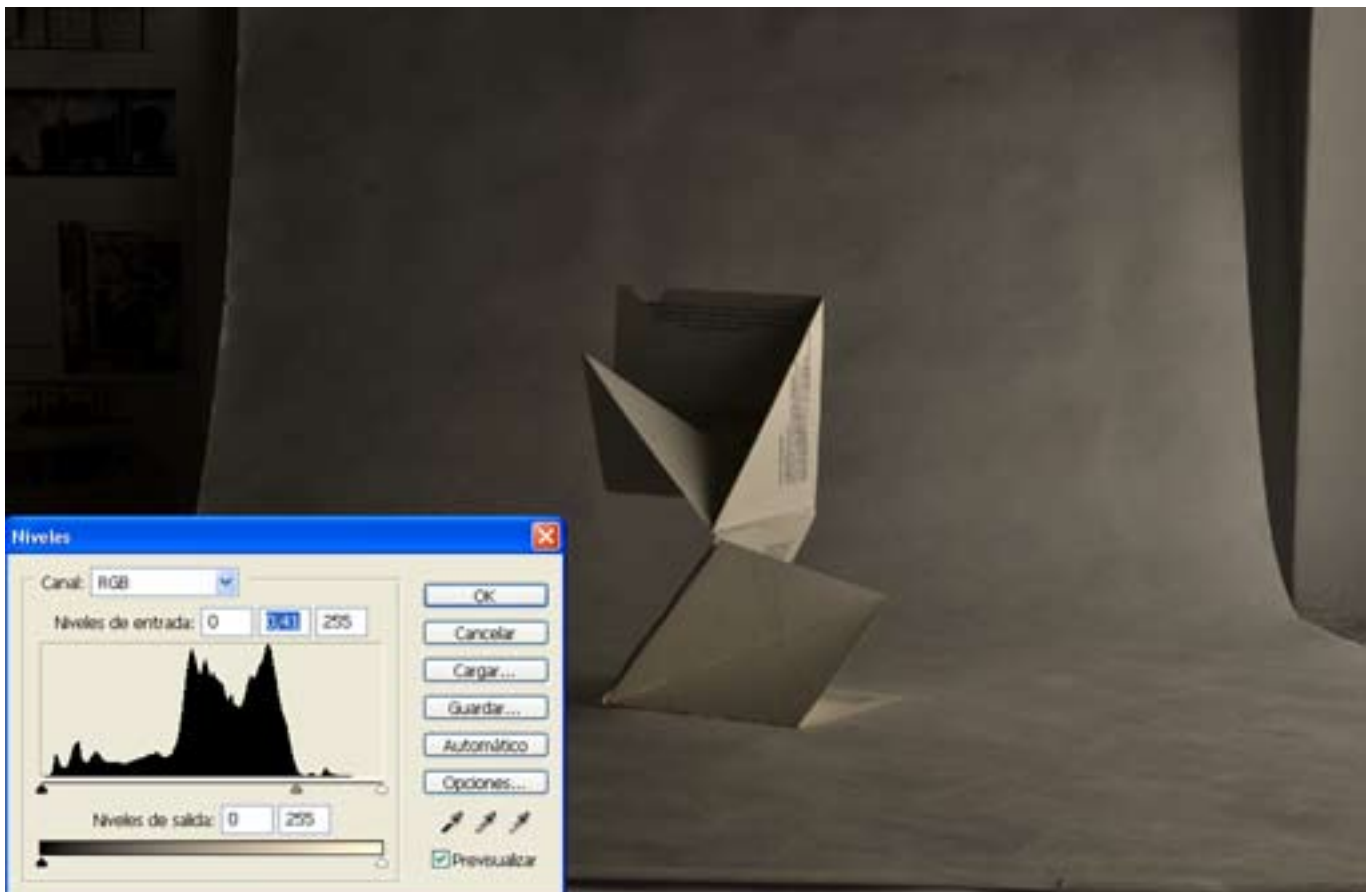 Niveles
Canal: RGB
Niveles de entrada: 0 0,41 255
Niveles de salida: 0 255
OK
Cancelar
Cargar...
Guardar...
Automático
Opciones...
Previsualizar